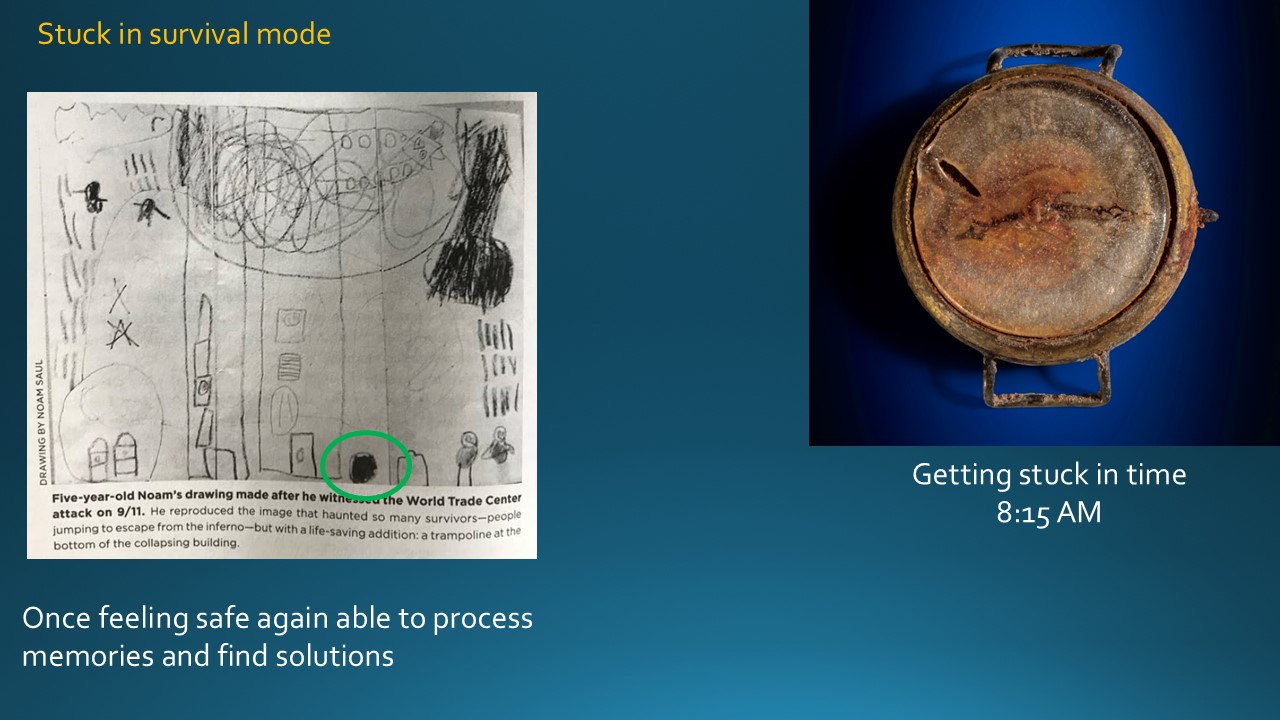 Stuck in survival mode
DRAWING BY NOAM SAUL
Five-year-old Noam's drawing made after he witnessed the World Trade Center
attack on 9/11. He reproduced the image that haunted so many survivors—people
jumping to escape from the inferno—but with a life-saving addition: a trampoline at the
bottom of the collapsing building.
Once feeling safe again able to process
memories and find solutions
Getting stuck in time
8:15 AM